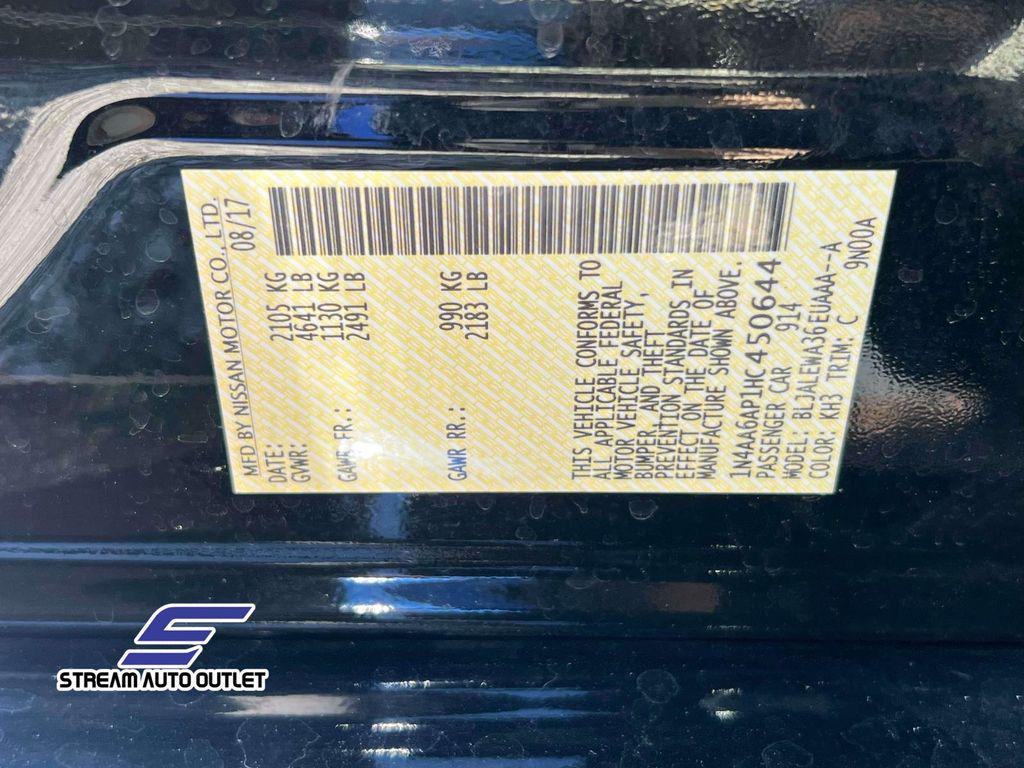 MFD BY NISSAN MOTOR CO., LTD.
DATE: 08/17
GVWR: 2105 KG
4641 LB
GAWR FR.: 1130 KG
2491 LB
GAWR RR.: 990 KG
2183 LB
THIS VEHICLE CONFORMS TO
ALL APPLICABLE FEDERAL
MOTOR VEHICLE SAFETY,
BUMPER, AND THEFT
PREVENTION STANDARDS IN
EFFECT ON THE DATE OF
MANUFACTURE SHOWN ABOVE.
1N4AA6AP1HC450644
PASSENGER CAR 914
MODEL: BLJALEWA36EUAAA--A
COLOR: KH3 TRIM: C 9N00A
STREAM AUTO OUTLET